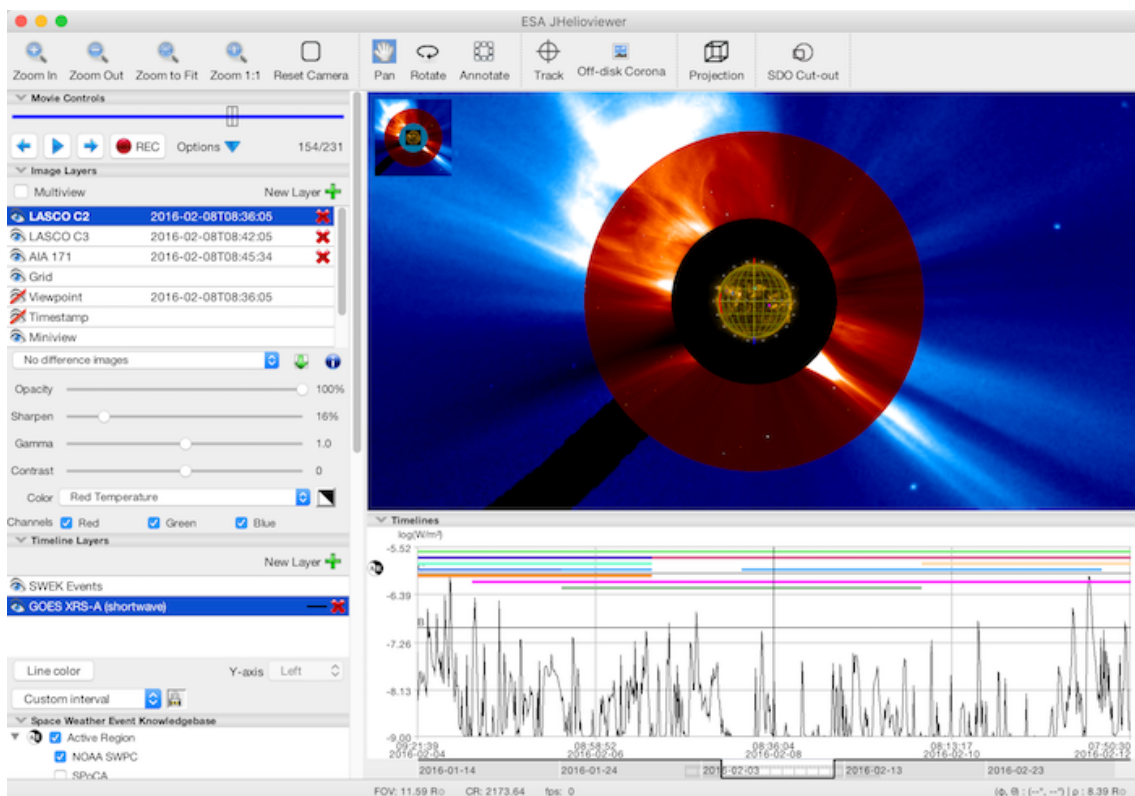 ESA JHelioviewer
Zoom In Zoom Out Zoom to Fit Zoom 1:1 Reset Camera Pan Rotate Annotate Track Off-disk Corona Projection SDO Cut-out
Movie Controls
REC Options 154/231
Image Layers
Multiview New Layer
LASCO C2 2016-02-08T08:36:05
LASCO C3 2016-02-08T08:42:05
AIA 171 2016-02-08T08:45:34
Grid
Viewpoint 2016-02-08T08:36:05
Timestamp
Miniview
No difference images
Opacity 100%
Sharpen 16%
Gamma 1.0
Contrast 0
Color Red Temperature
Channels Red Green Blue
Timeline Layers
New Layer
SWEK Events
GOES XRS-A (shortwave)
Line color Y-axis Left
Custom interval
Space Weather Event Knowledgebase
Active Region
NOAA SWPC
SPoCA
Timelines
log(W/m²)
-5.52
-6.39
B
-7.26
-8.13
-9.00
09:21:39 08:58:52 08:36:04 08:13:17 07:50:30
2016-02-04 2016-02-06 2016-02-08 2016-02-10 2016-02-12
2016-01-14 2016-01-24 2016-02-03 2016-02-13 2016-02-23
FOV: 11.59 R☉ CR: 2173.64 fps: 0 (φ, θ) : (--°, --°) | ρ : 8.39 R☉